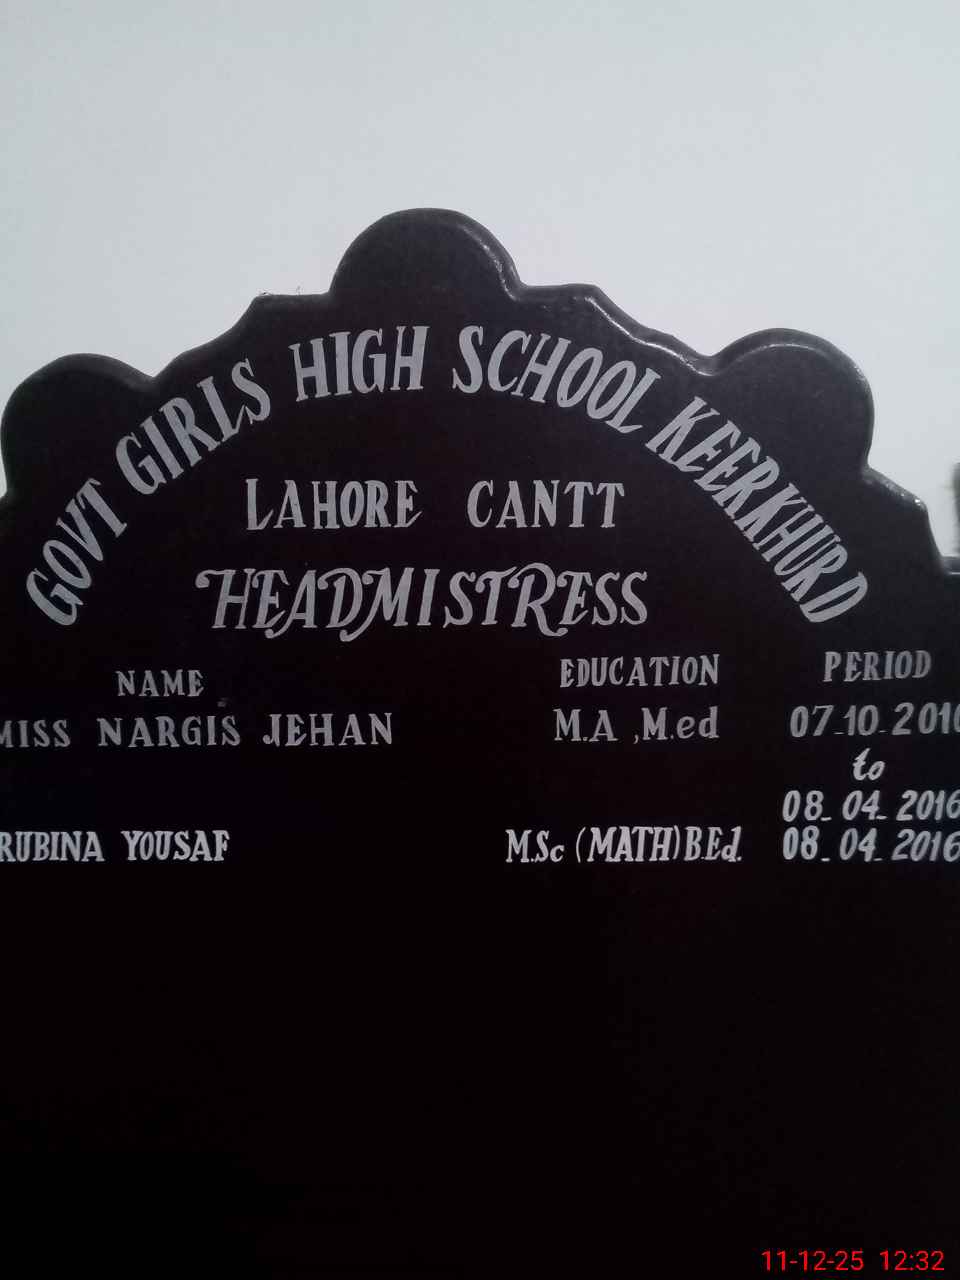 GOVT GIRLS HIGH SCHOOL KEERKHURD
LAHORE CANTT
HEADMISTRESS
NAME EDUCATION PERIOD
MISS NARGIS JEHAN M.A ,M.ed 07-10-2010
to
08-04-2016
RUBINA YOUSAF M.Sc (MATH) B.Ed. 08-04-2016
11-12-25 12:32